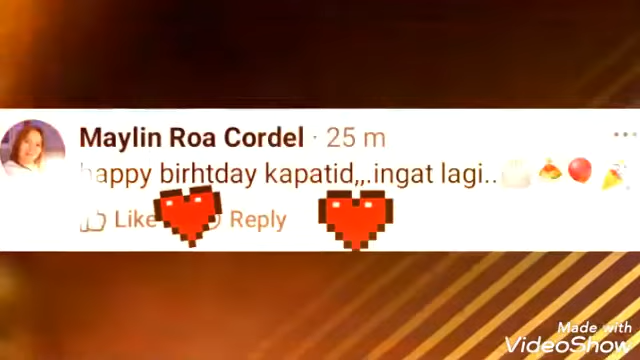 Maylin Roa Cordel · 25 m
happy birhtday kapatid,,.ingat lagi..
Like Reply
Made with
VideoShow